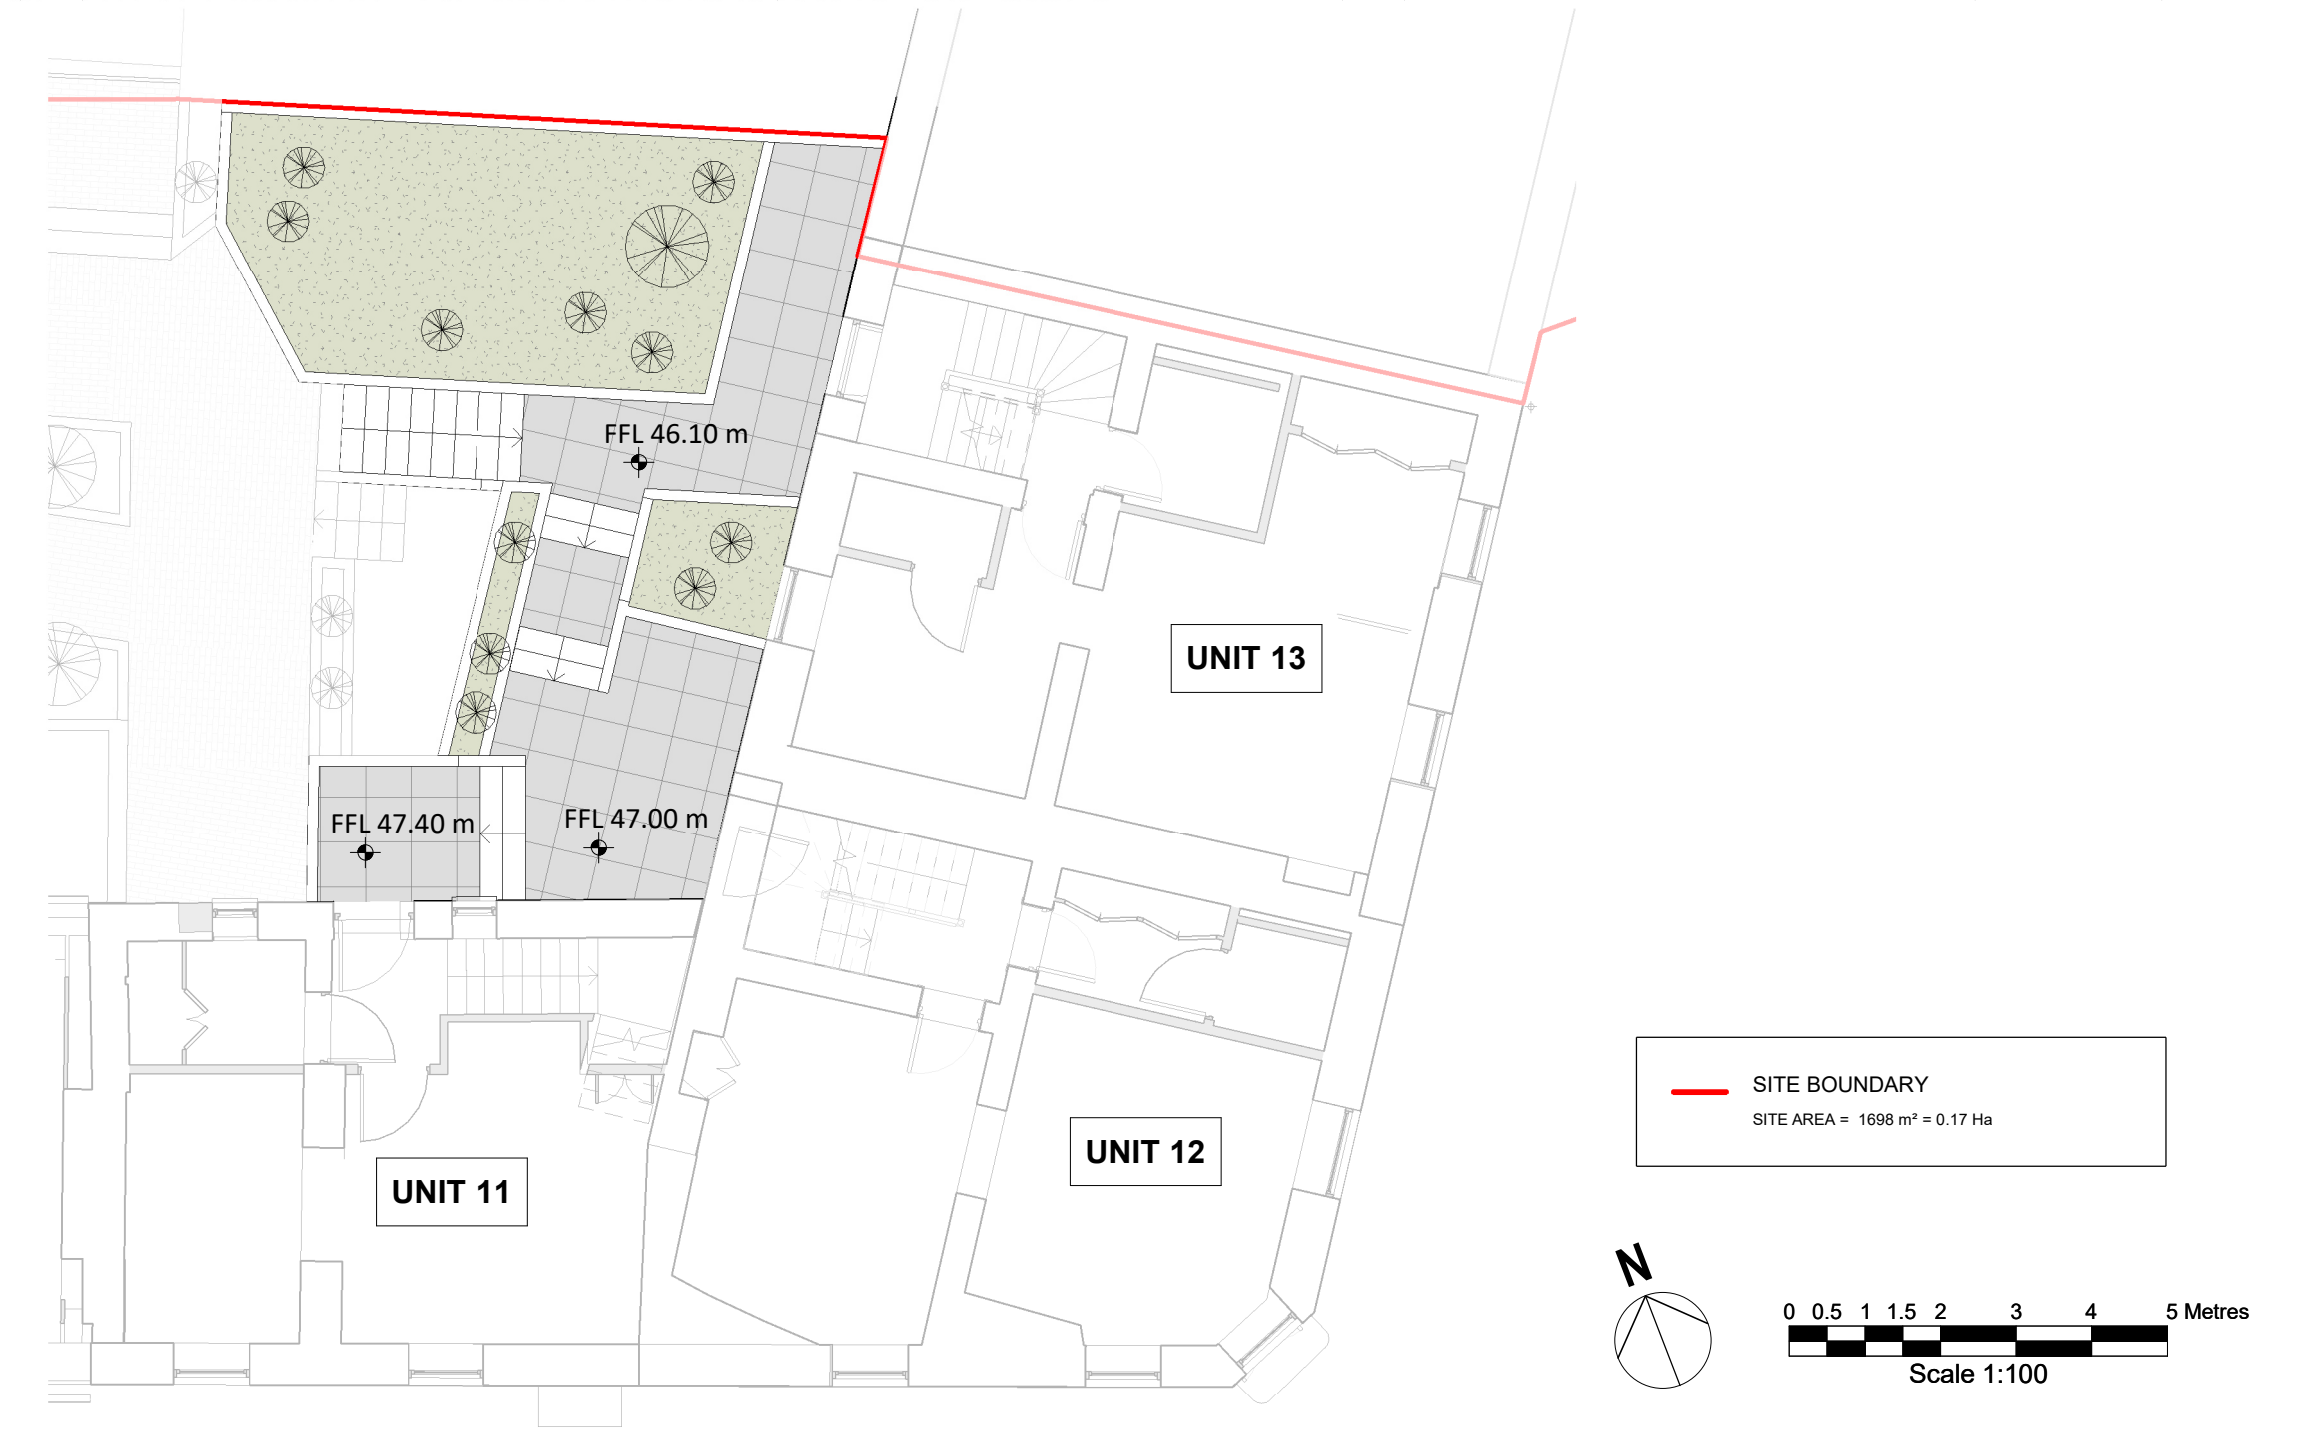 FFL 46.10 m
UNIT 13
FFL 47.40 m
FFL 47.00 m
UNIT 11
UNIT 12
SITE BOUNDARY
SITE AREA = 1698 m² = 0.17 Ha
N
0 0.5 1 1.5 2 3 4 5 Metres
Scale 1:100